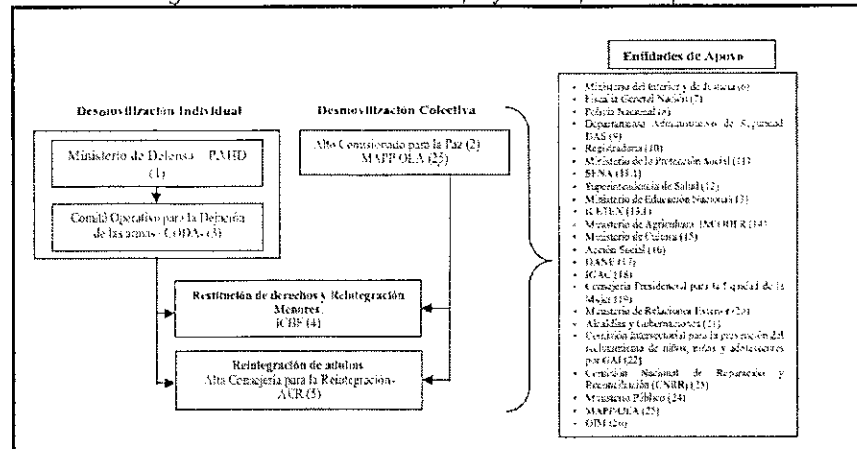 Entidades de Apoyo
Desmovilización Individual
Desmovilización Colectiva
Ministerio de Defensa – PAHD
(1)
Comité Operativo para la Dejación
de las armas -CODA- (3)
Alto Comisionado para la Paz (2)
MAPP-OEA (25)
Restitución de derechos y Reintegración
Menores.
ICBF (4)
Reintegración de adultos
Alta Consejería para la Reintegración-
ACR (5)
• Ministerio del Interior y de Justicia (6)
• Fiscalía General Nación (7)
• Policía Nacional (8)
• Departamento Administrativo de Seguridad
DAS (9)
• Registraduría (10)
• Ministerio de la Protección Social (11)
• SENA (11.1)
• Superintendencia de Salud (12)
• Ministerio de Educación Nacional (13)
• ICETEX (13.1)
• Ministerio de Agricultura INCODER (14)
• Ministerio de Cultura (15)
• Acción Social (16)
• DANE (17)
• IGAC (18)
• Consejería Presidencial para la Equidad de la
Mujer (19)
• Ministerio de Relaciones Exterior (20)
• Alcaldías y Gobernaciones (21)
• Comisión intersectorial para la prevención del
reclutamiento de niños, niñas y adolescentes
por GAI (22)
• Comisión Nacional de Reparación y
Reconciliación (CNRR) (23)
• Ministerio Público (24)
• MAPP-OEA (25)
• OIM (26)